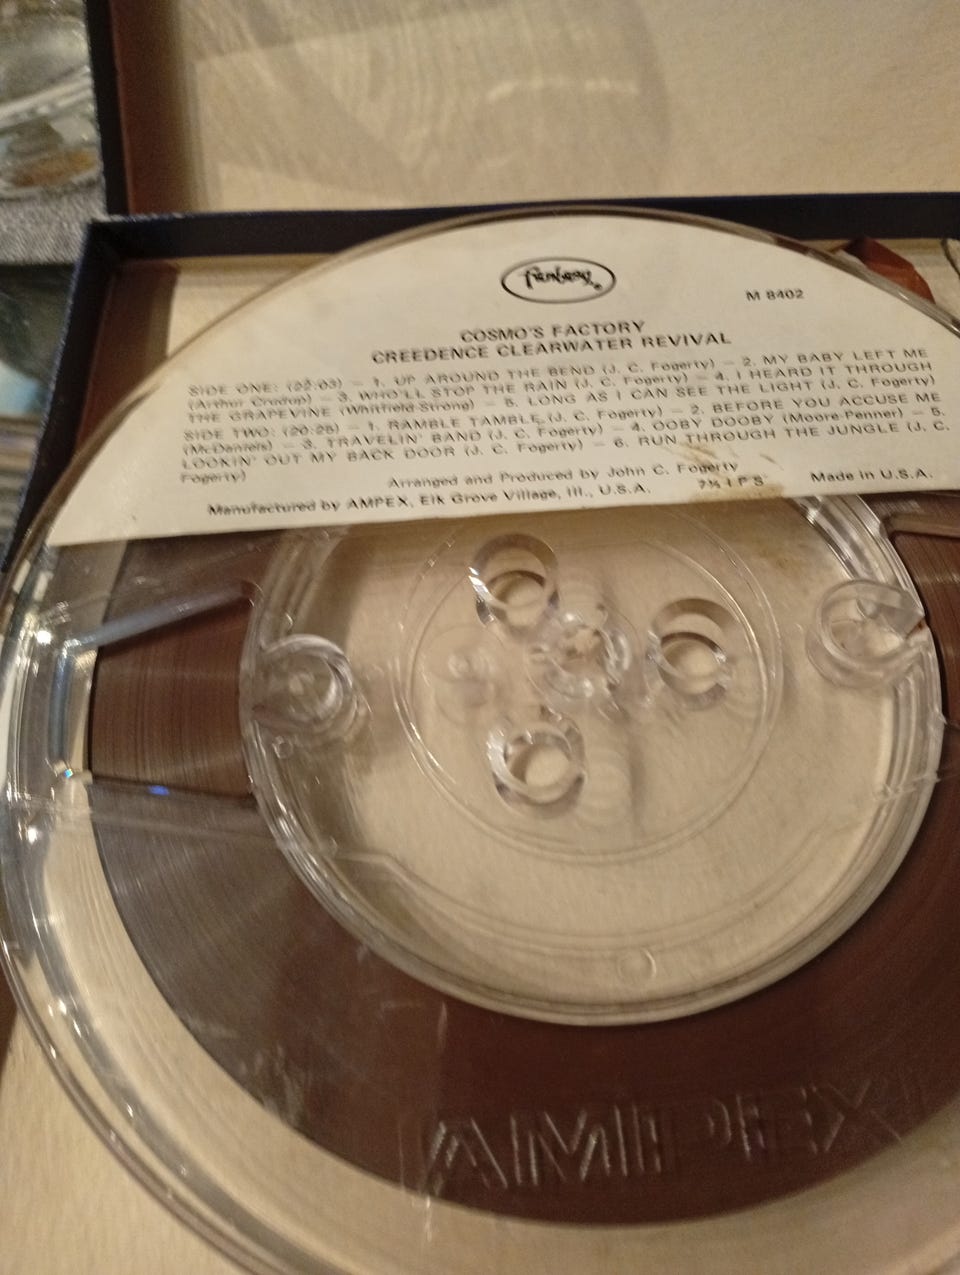 Fantasy®
M 8402
COSMO'S FACTORY
CREEDENCE CLEARWATER REVIVAL
SIDE ONE: (22:03) — 1. UP AROUND THE BEND (J. C. Fogerty) — 2. MY BABY LEFT ME
(Arthur Crudup) — 3. WHO'LL STOP THE RAIN (J. C. Fogerty) — 4. I HEARD IT THROUGH
THE GRAPEVINE (Whitfield-Strong) — 5. LONG AS I CAN SEE THE LIGHT (J. C. Fogerty)
SIDE TWO: (20:25) — 1. RAMBLE TAMBLE (J. C. Fogerty) — 2. BEFORE YOU ACCUSE ME
(McDaniels) — 3. TRAVELIN' BAND (J. C. Fogerty) — 4. OOBY DOOBY (Moore-Penner) — 5.
LOOKIN' OUT MY BACK DOOR (J. C. Fogerty) — 6. RUN THROUGH THE JUNGLE (J. C.
Fogerty)
Arranged and Produced by John C. Fogerty
Manufactured by AMPEX, Elk Grove Village, Ill., U.S.A. 7½ I P S Made in U.S.A.
AMPEX